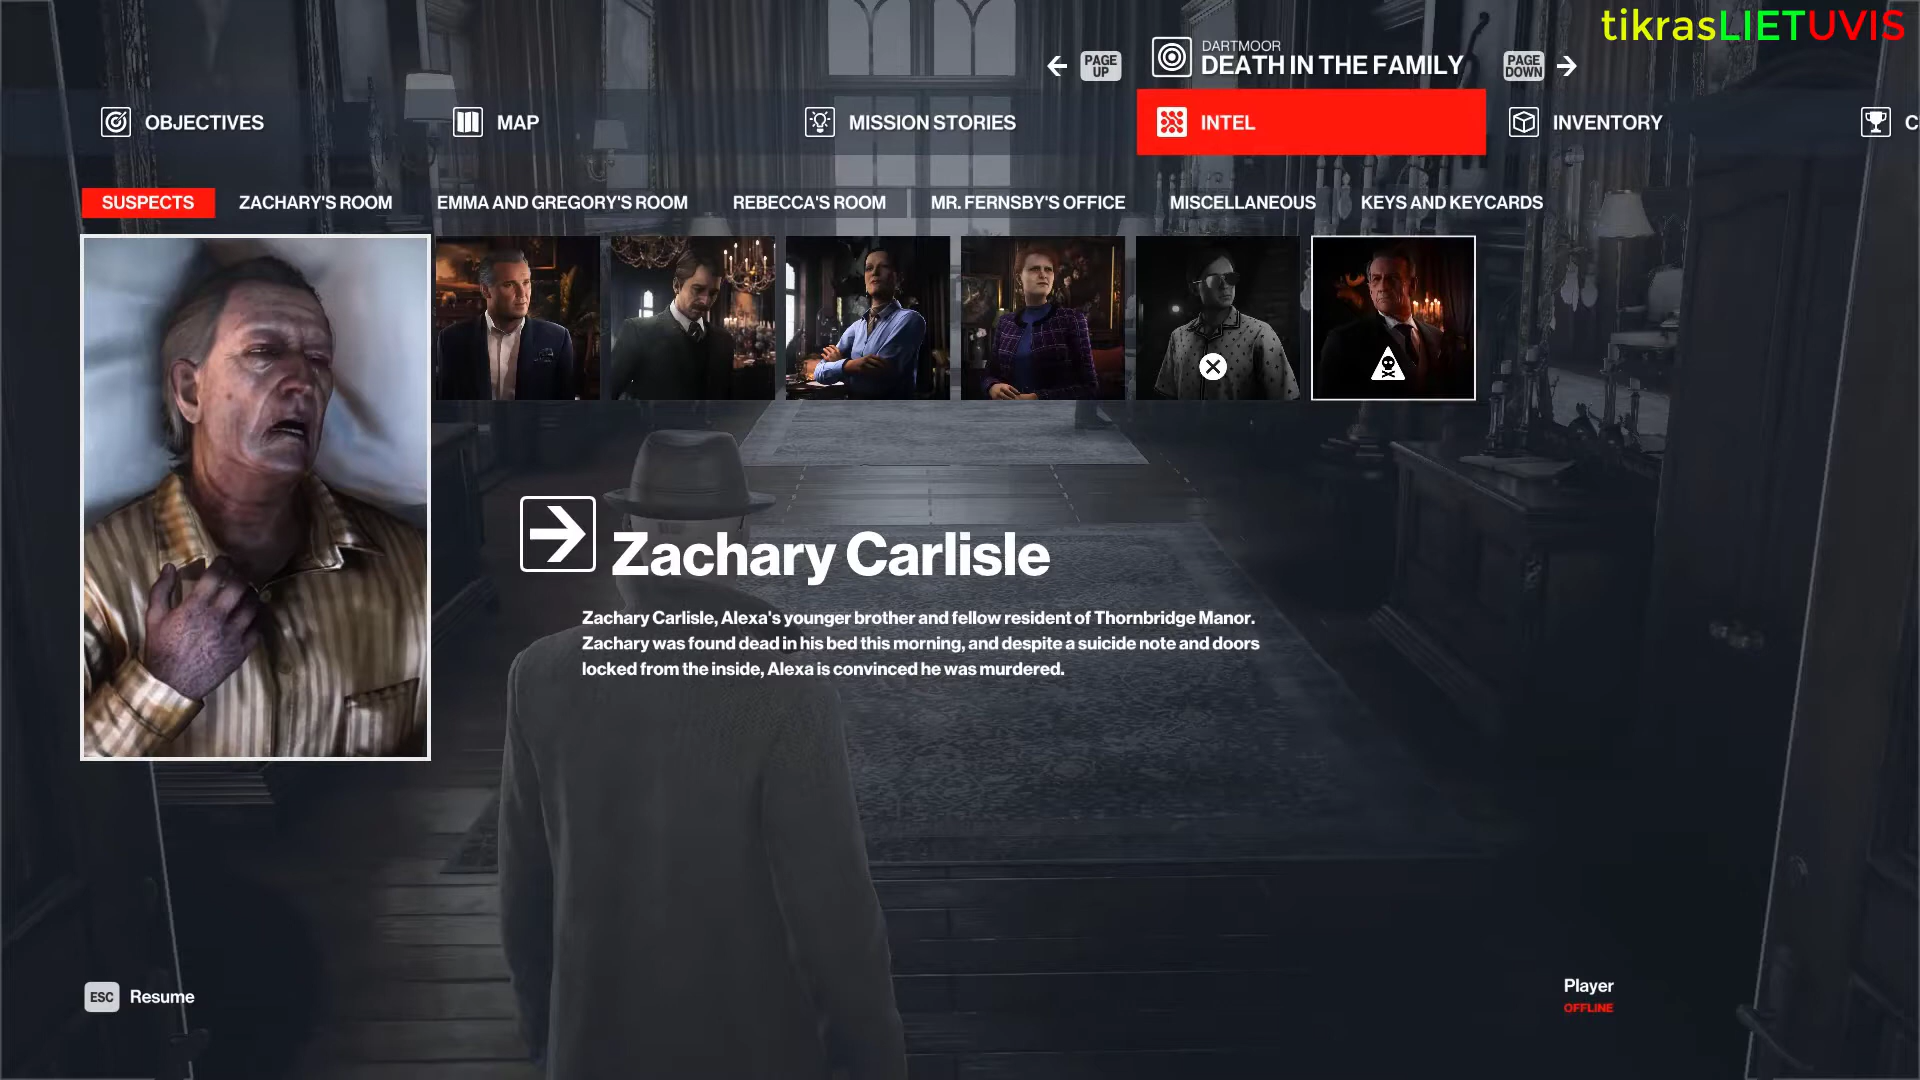 tikrasLIETUVIS
PAGE UP
DARTMOOR
DEATH IN THE FAMILY
PAGE DOWN
OBJECTIVES
MAP
MISSION STORIES
INTEL
INVENTORY
C
SUSPECTS
ZACHARY'S ROOM
EMMA AND GREGORY'S ROOM
REBECCA'S ROOM
MR. FERNSBY'S OFFICE
MISCELLANEOUS
KEYS AND KEYCARDS
Zachary Carlisle
Zachary Carlisle, Alexa's younger brother and fellow resident of Thornbridge Manor.
Zachary was found dead in his bed this morning, and despite a suicide note and doors
locked from the inside, Alexa is convinced he was murdered.
ESC Resume
Player
OFFLINE